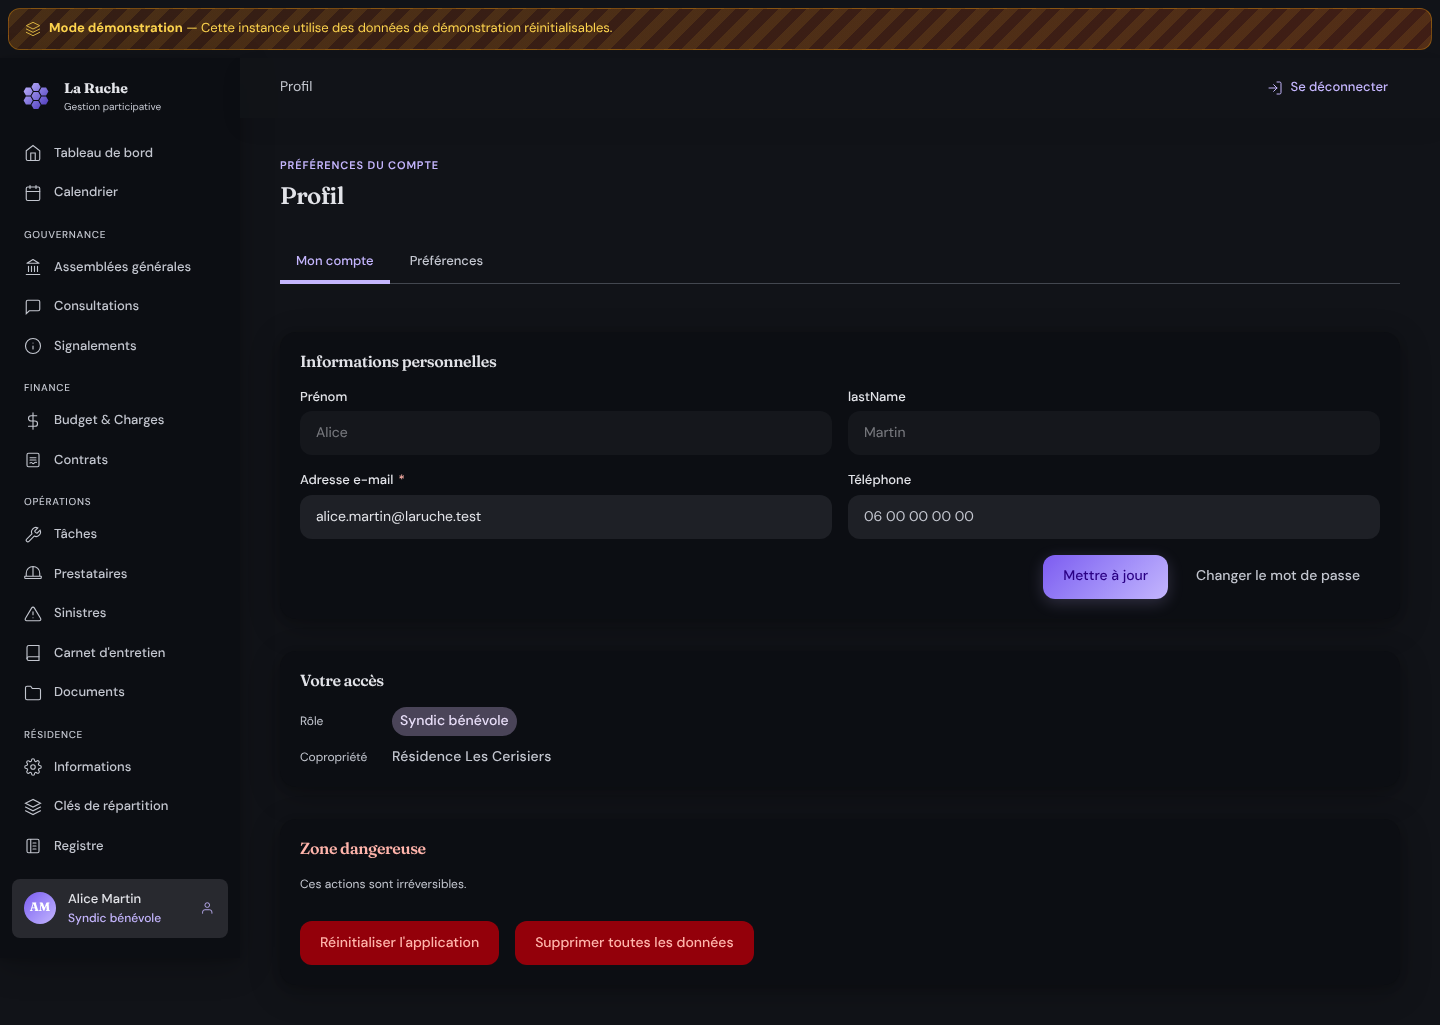 Mode démonstration — Cette instance utilise des données de démonstration réinitialisables.
La Ruche
Gestion participative
Tableau de bord
Calendrier
GOUVERNANCE
Assemblées générales
Consultations
Signalements
FINANCE
Budget & Charges
Contrats
OPÉRATIONS
Tâches
Prestataires
Sinistres
Carnet d'entretien
Documents
RÉSIDENCE
Informations
Clés de répartition
Registre
AM
Alice Martin
Syndic bénévole
Profil
Se déconnecter
PRÉFÉRENCES DU COMPTE
Profil
Mon compte
Préférences
Informations personnelles
Prénom
lastName
Alice
Martin
Adresse e-mail *
Téléphone
alice.martin@laruche.test
06 00 00 00 00
Mettre à jour
Changer le mot de passe
Votre accès
Rôle
Syndic bénévole
Copropriété
Résidence Les Cerisiers
Zone dangereuse
Ces actions sont irréversibles.
Réinitialiser l'application
Supprimer toutes les données